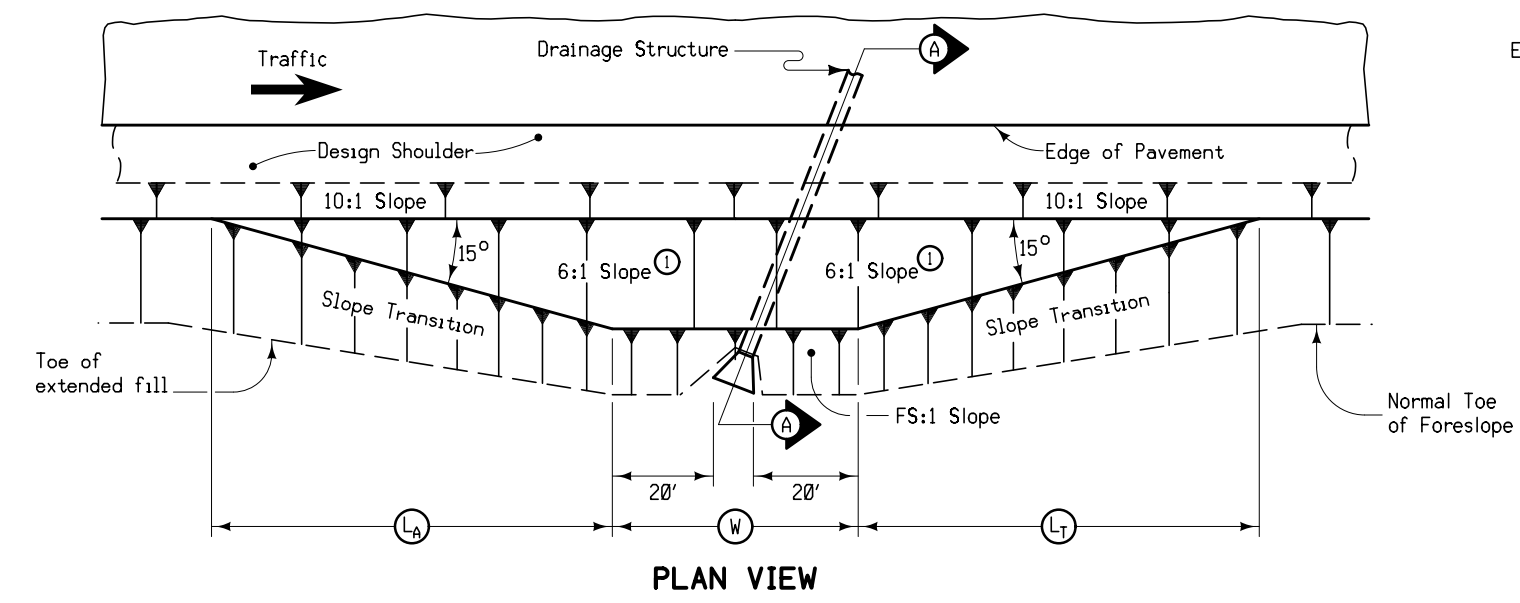 Drainage Structure
A
E
Traffic
Design Shoulder
Edge of Pavement
10:1 Slope
10:1 Slope
15°
15°
6:1 Slope 1
6:1 Slope 1
Slope Transition
Slope Transition
Toe of
extended fill
FS:1 Slope
A
Normal Toe
of Foreslope
20'
20'
LA
W
LT
PLAN VIEW